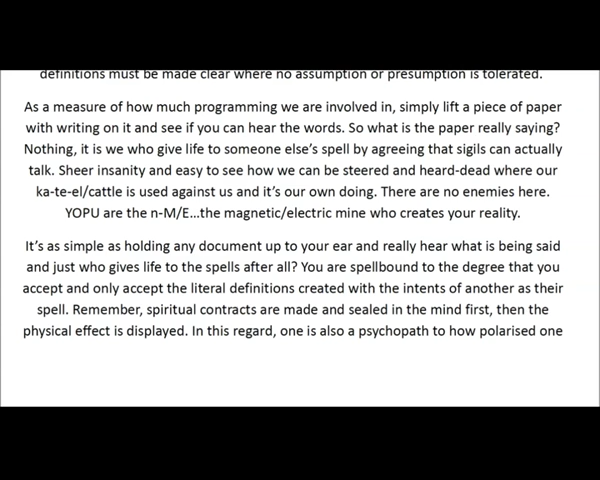 definitions must be made clear where no assumption or presumption is tolerated.
As a measure of how much programming we are involved in, simply lift a piece of paper
with writing on it and see if you can hear the words. So what is the paper really saying?
Nothing, it is we who give life to someone else's spell by agreeing that sigils can actually
talk. Sheer insanity and easy to see how we can be steered and heard-dead where our
ka-te-el/cattle is used against us and it's our own doing. There are no enemies here.
YOPU are the n-M/E...the magnetic/electric mine who creates your reality.
It's as simple as holding any document up to your ear and really hear what is being said
and just who gives life to the spells after all? You are spellbound to the degree that you
accept and only accept the literal definitions created with the intents of another as their
spell. Remember, spiritual contracts are made and sealed in the mind first, then the
physical effect is displayed. In this regard, one is also a psychopath to how polarised one